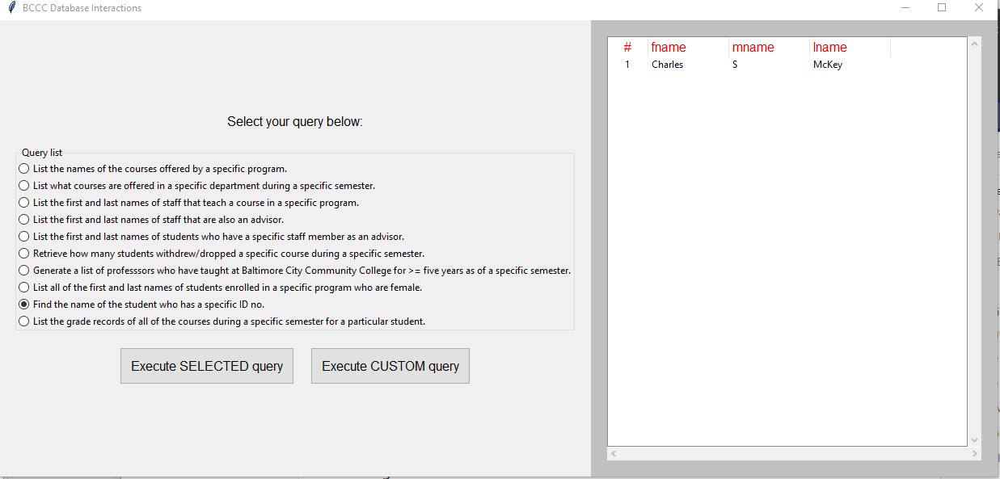 BCCC Database Interactions
Select your query below:
Query list
List the names of the courses offered by a specific program.
List what courses are offered in a specific department during a specific semester.
List the first and last names of staff that teach a course in a specific program.
List the first and last names of staff that are also an advisor.
List the first and last names of students who have a specific staff member as an advisor.
Retrieve how many students withdrew/dropped a specific course during a specific semester.
Generate a list of professsors who have taught at Baltimore City Community College for >= five years as of a specific semester.
List all of the first and last names of students enrolled in a specific program who are female.
Find the name of the student who has a specific ID no.
List the grade records of all of the courses during a specific semester for a particular student.
Execute SELECTED query Execute CUSTOM query
# fname mname lname
1 Charles S McKey